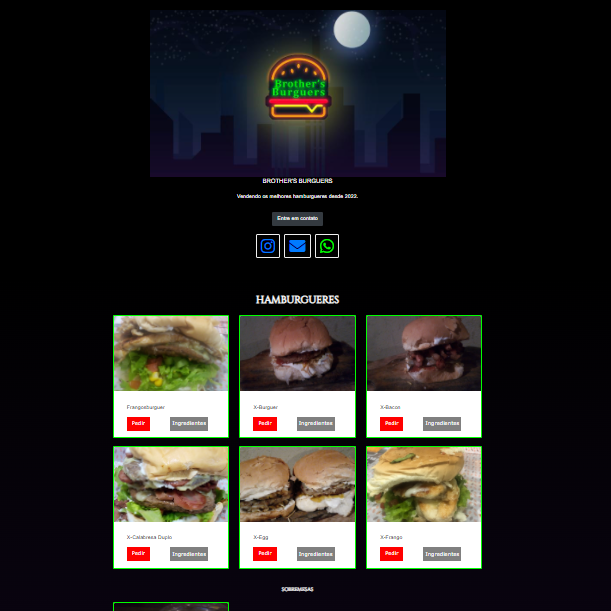 Brother's
Burguers
BROTHER'S BURGUERS
Vendendo os melhores hamburgueres desde 2022.
Entre em contato
HAMBURGUERES
Frangosburguer
X-Burguer
X-Bacon
Pedir
Ingredientes
Pedir
Ingredientes
Pedir
Ingredientes
X-Calabresa Duplo
X-Egg
X-Frango
Pedir
Ingredientes
Pedir
Ingredientes
Pedir
Ingredientes
SOBREMESAS